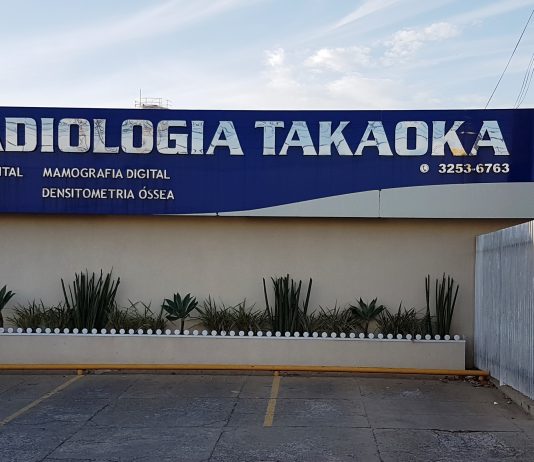 ADIOLOGIA TAKAOKA
3253-6763
ITAL MAMOGRAFIA DIGITAL
DENSITOMETRIA ÓSSEA